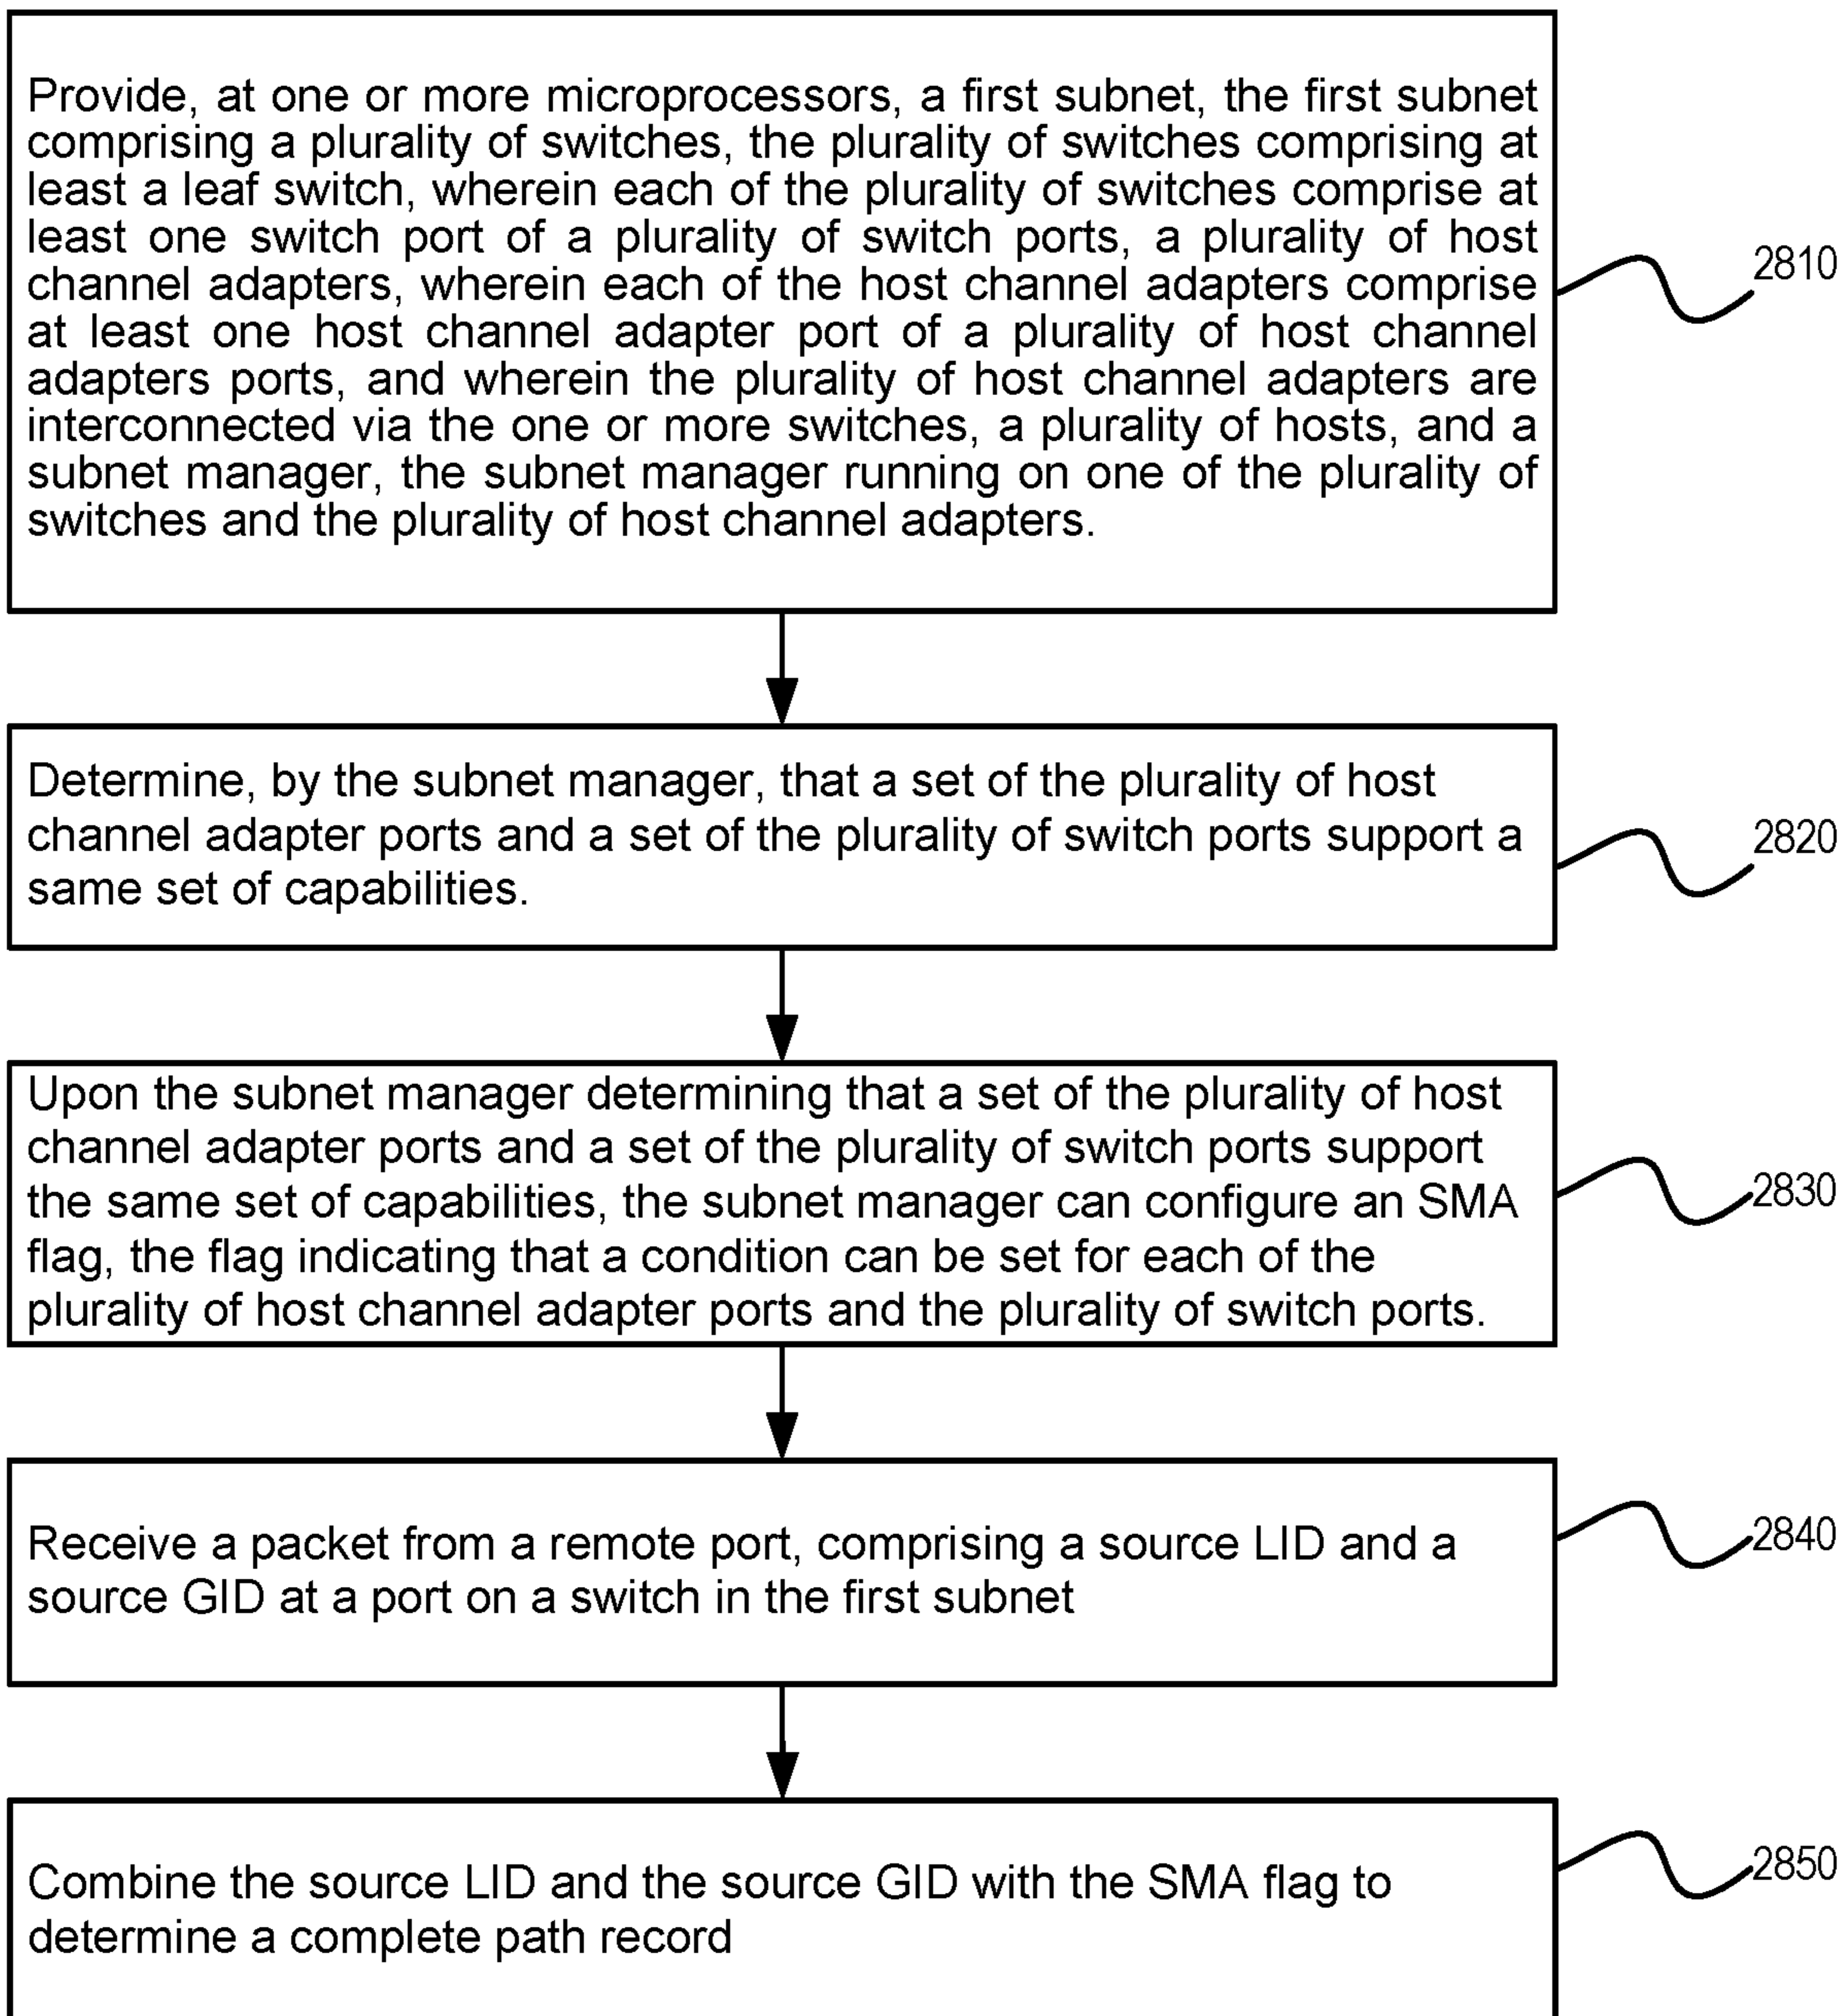 Provide, at one or more microprocessors, a first subnet, the first subnet
comprising a plurality of switches, the plurality of switches comprising at
least a leaf switch, wherein each of the plurality of switches comprise at
least one switch port of a plurality of switch ports, a plurality of host
channel adapters, wherein each of the host channel adapters comprise
at least one host channel adapter port of a plurality of host channel
adapters ports, and wherein the plurality of host channel adapters are
interconnected via the one or more switches, a plurality of hosts, and a
subnet manager, the subnet manager running on one of the plurality of
switches and the plurality of host channel adapters.
2810
Determine, by the subnet manager, that a set of the plurality of host
channel adapter ports and a set of the plurality of switch ports support a
same set of capabilities.
2820
Upon the subnet manager determining that a set of the plurality of host
channel adapter ports and a set of the plurality of switch ports support
the same set of capabilities, the subnet manager can configure an SMA
flag, the flag indicating that a condition can be set for each of the
plurality of host channel adapter ports and the plurality of switch ports.
2830
Receive a packet from a remote port, comprising a source LID and a
source GID at a port on a switch in the first subnet
2840
Combine the source LID and the source GID with the SMA flag to
determine a complete path record
2850